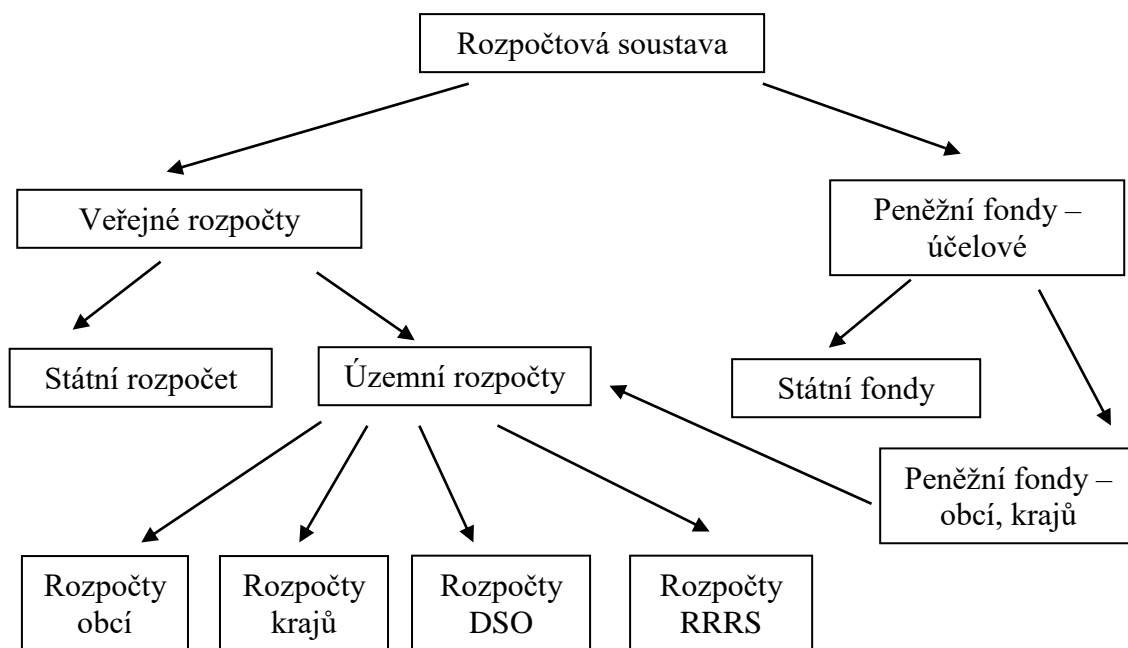 Rozpočtová soustava
Veřejné rozpočty
Peněžní fondy –
účelové
Státní rozpočet
Územní rozpočty
Státní fondy
Peněžní fondy –
obcí, krajů
Rozpočty
obcí
Rozpočty
krajů
Rozpočty
DSO
Rozpočty
RRRS